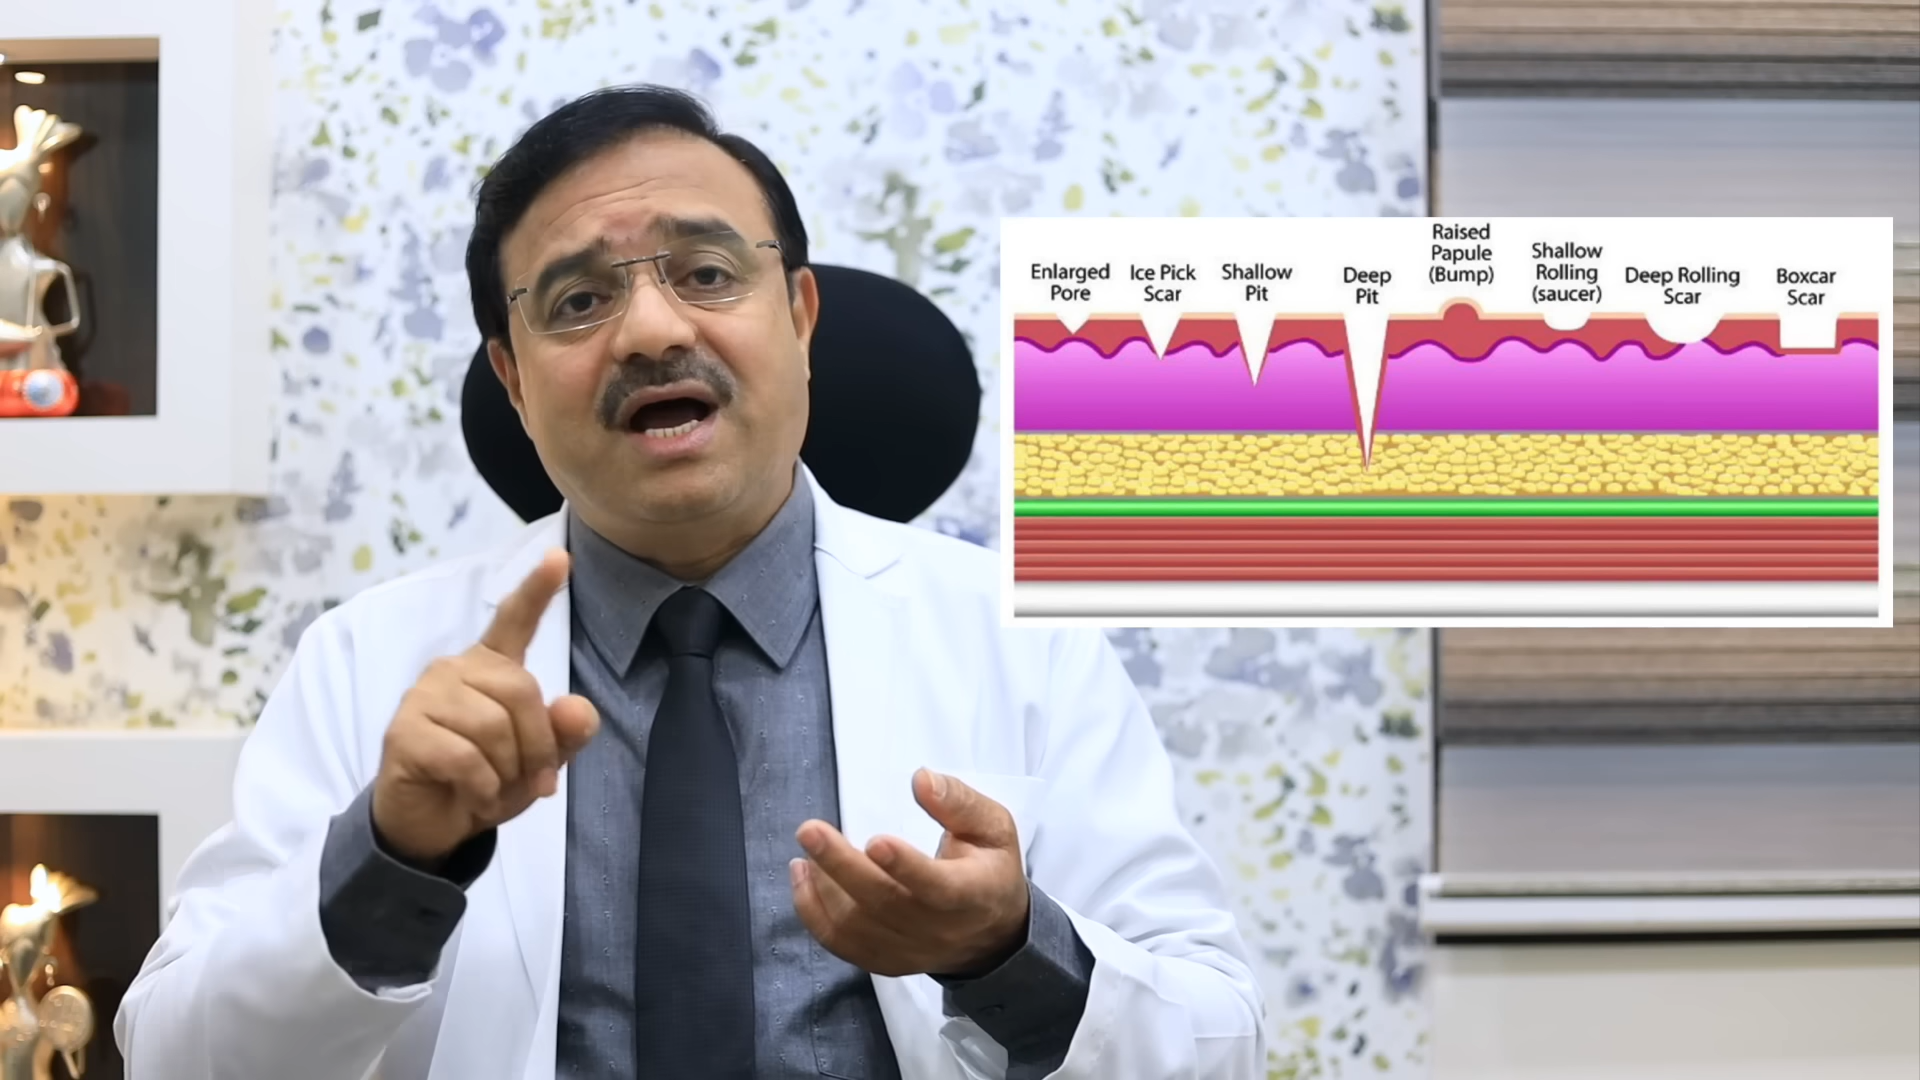 Enlarged
Pore
Ice Pick
Scar
Shallow
Pit
Deep
Pit
Raised
Papule
(Bump)
Shallow
Rolling
(saucer)
Deep Rolling
Scar
Boxcar
Scar